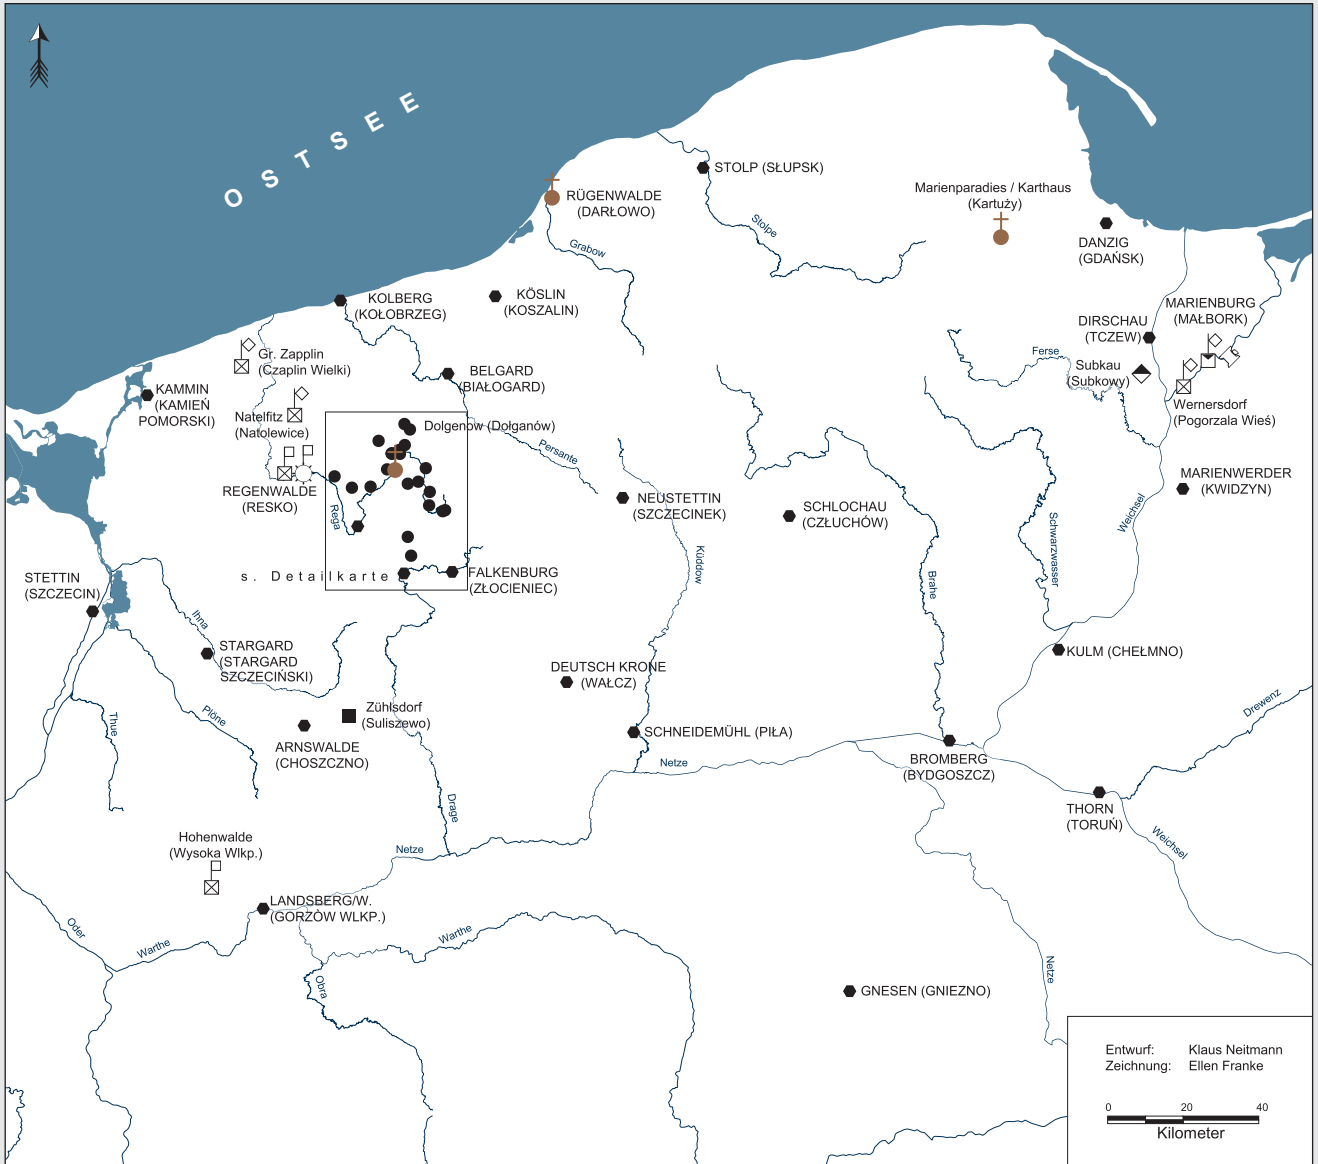 OSTSEE
STOLP (SŁUPSK)
RÜGENWALDE
(DARŁOWO)
Marienparadies / Karthaus
(Kartuży)
Stolpe
Grabow
DANZIG
(GDAŃSK)
KOLBERG
(KOŁOBRZEG)
KÖSLIN
(KOSZALIN)
MARIENBURG
(MAŁBORK)
DIRSCHAU
(TCZEW)
Gr. Zapplin
(Czaplin Wielki)
Ferse
Subkau
(Subkowy)
BELGARD
(BIAŁOGARD)
KAMMIN
(KAMIEŃ
POMORSKI)
Natelfitz
(Natolewice)
Wernersdorf
(Pogorzala Wieś)
Dolgenow (Dołganów)
Persante
REGENWALDE
(RESKO)
Rega
NEUSTETTIN
(SZCZECINEK)
SCHLOCHAU
(CZŁUCHÓW)
MARIENWERDER
(KWIDZYN)
Weichsel
Schwarzwasser
Küddow
Brahe
s. Detailkarte
FALKENBURG
(ZŁOCIENIEC)
STETTIN
(SZCZECIN)
Ihna
STARGARD
(STARGARD
SZCZECIŃSKI)
KULM (CHEŁMNO)
DEUTSCH KRONE
(WAŁCZ)
Drewenz
Thue
Plöne
Zühlsdorf
(Suliszewo)
ARNSWALDE
(CHOSZCZNO)
SCHNEIDEMÜHL (PIŁA)
Netze
BROMBERG
(BYDGOSZCZ)
Drage
THORN
(TORUŃ)
Weichsel
Hohenwalde
(Wysoka Wlkp.)
Netze
LANDSBERG/W.
(GORZÒW WLKP.)
Oder
Warthe
Warthe
Obra
Netze
GNESEN (GNIEZNO)
Entwurf: Klaus Neitmann
Zeichnung: Ellen Franke
0 20 40
Kilometer